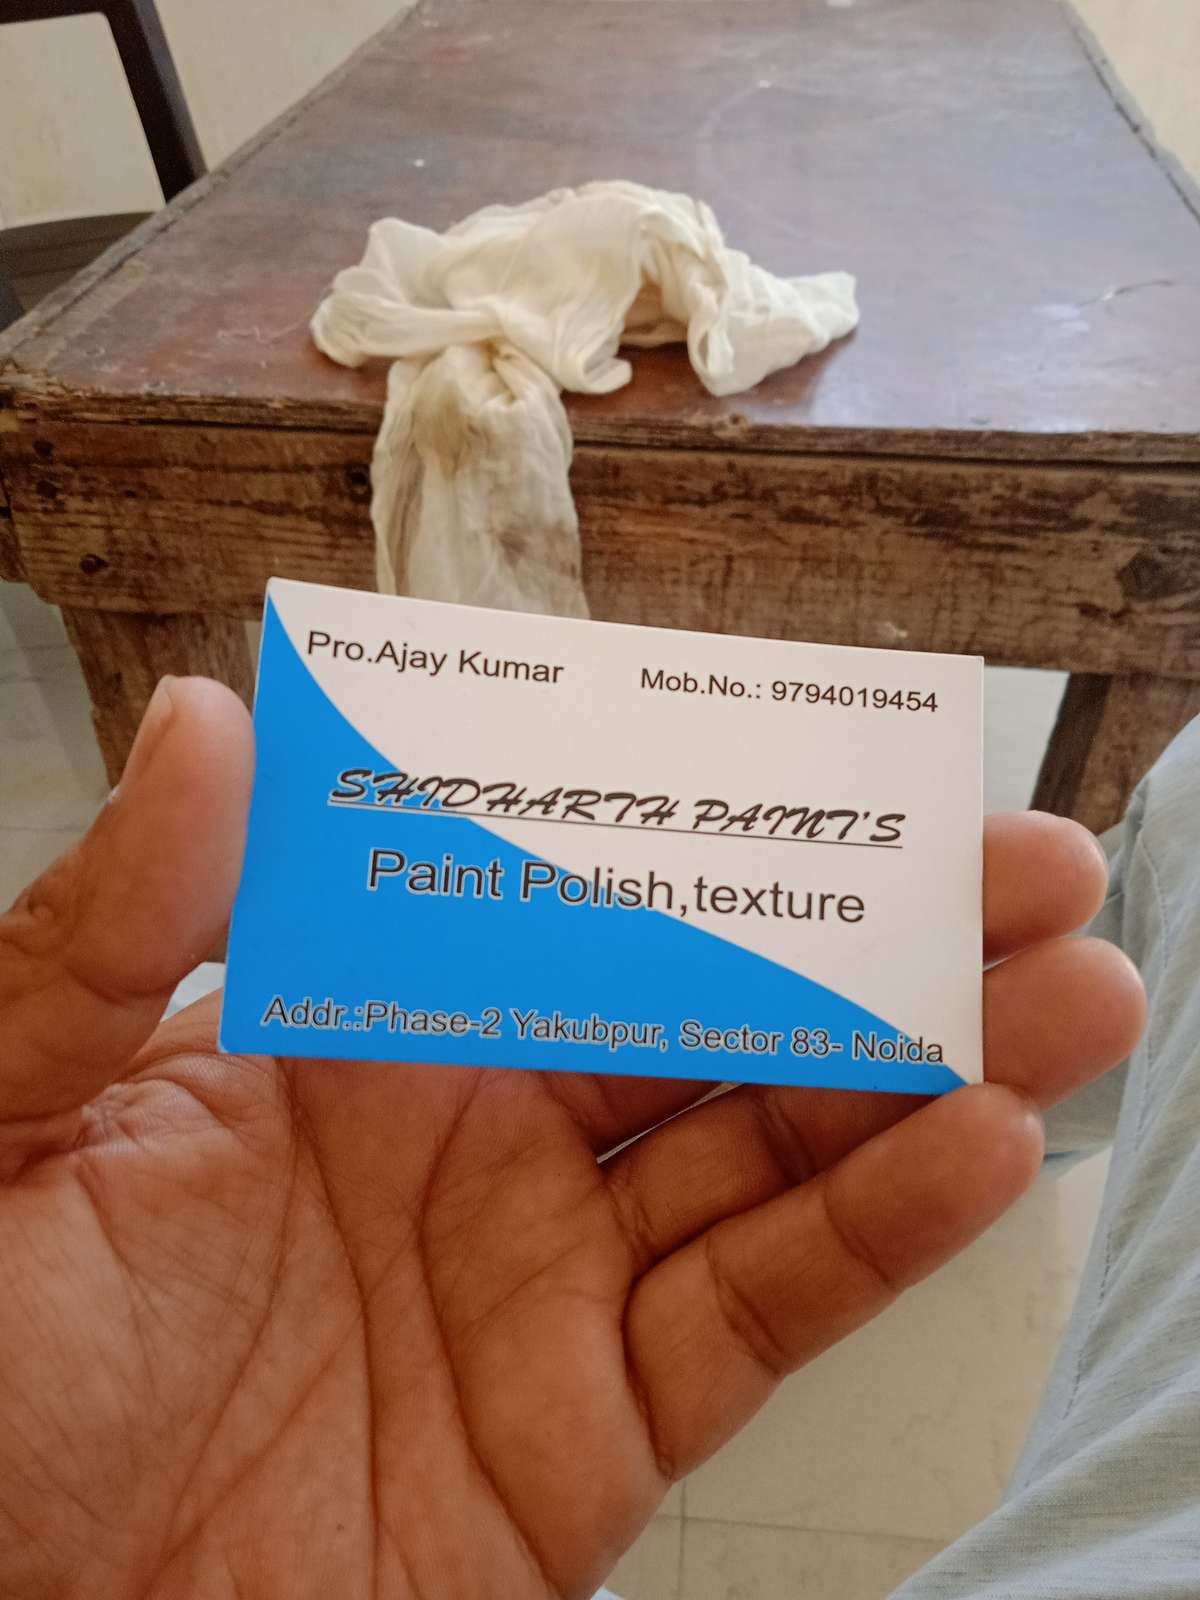 Pro.Ajay Kumar
Mob.No.: 9794019454
SHIDHARTH PAINT'S
Paint Polish,texture
Addr.:Phase-2 Yakubpur, Sector 83- Noida